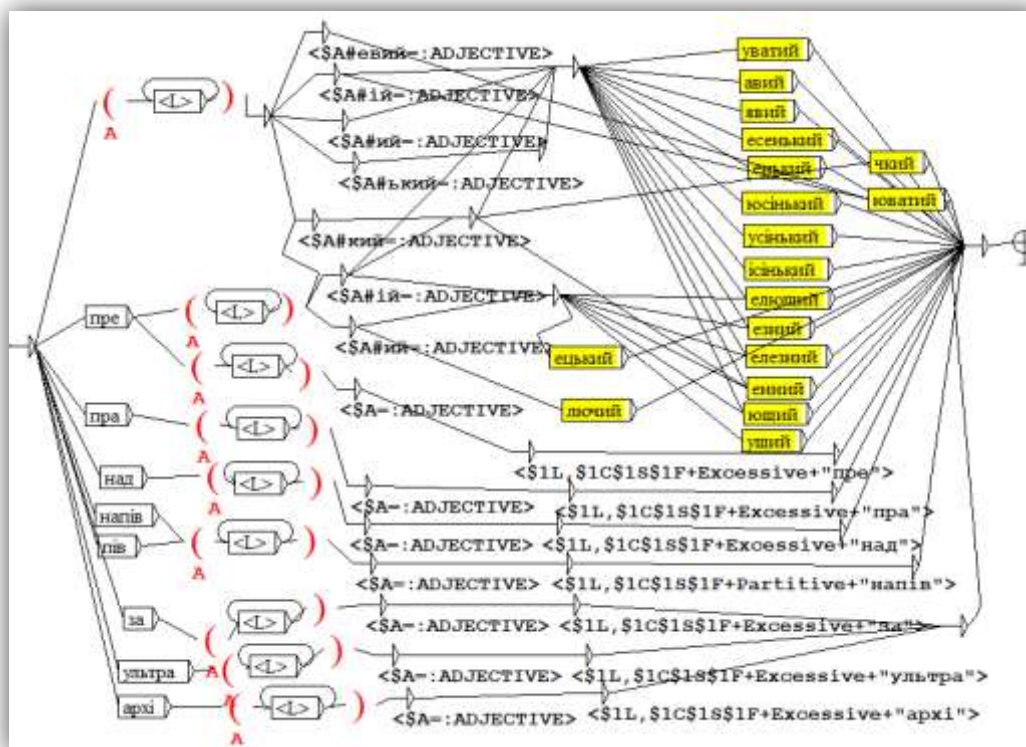 <$A#евий=:ADJECTIVE>
уватий
<L>
A
<$A#ій=:ADJECTIVE>
авий
явий
<$A#ий=:ADJECTIVE>
есенький
енький
чкий
<$A#ький=:ADJECTIVE>
юсінький
юватий
<$A#кий=:ADJECTIVE>
усінький
ісінький
<$A#ій=:ADJECTIVE>
елюший
пре
<L>
A
езний
<$A#ий=:ADJECTIVE>
ецький
елезний
<L>
A
енний
лючий
ющий
ущий
<$A=:ADJECTIVE>
пра
<L>
A
<$1L,$1C$1S$1F+Excessive+"пре">
над
<L>
A
<$A=:ADJECTIVE>
<$1L,$1C$1S$1F+Excessive+"пра">
напів
пів
<L>
A
<$A=:ADJECTIVE>
<$1L,$1C$1S$1F+Excessive+"над">
<$A=:ADJECTIVE>
<$1L,$1C$1S$1F+Partitive+"напів">
за
<L>
A
<$A=:ADJECTIVE>
<$1L,$1C$1S$1F+Excessive+"за">
ультра
<L>
A
<$A=:ADJECTIVE>
<$1L,$1C$1S$1F+Excessive+"ультра">
архі
<L>
A
<$A=:ADJECTIVE>
<$1L,$1C$1S$1F+Excessive+"архі">